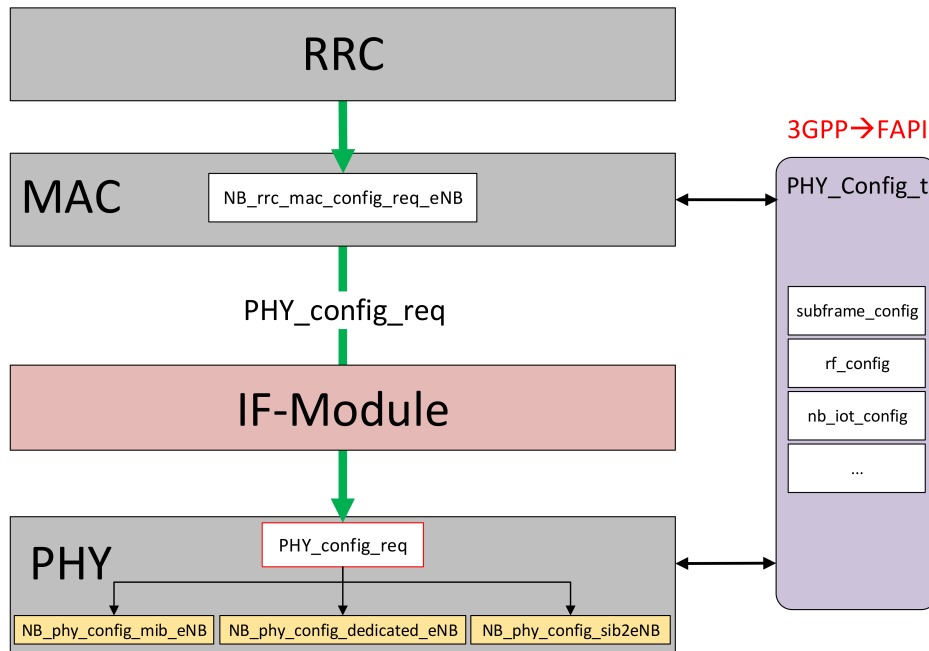 RRC
3GPP→FAPI
PHY_Config_t
MAC
NB_rrc_mac_config_req_eNB
PHY_config_req
subframe_config
rf_config
nb_iot_config
...
IF-Module
PHY
PHY_config_req
NB_phy_config_mib_eNB
NB_phy_config_dedicated_eNB
NB_phy_config_sib2eNB